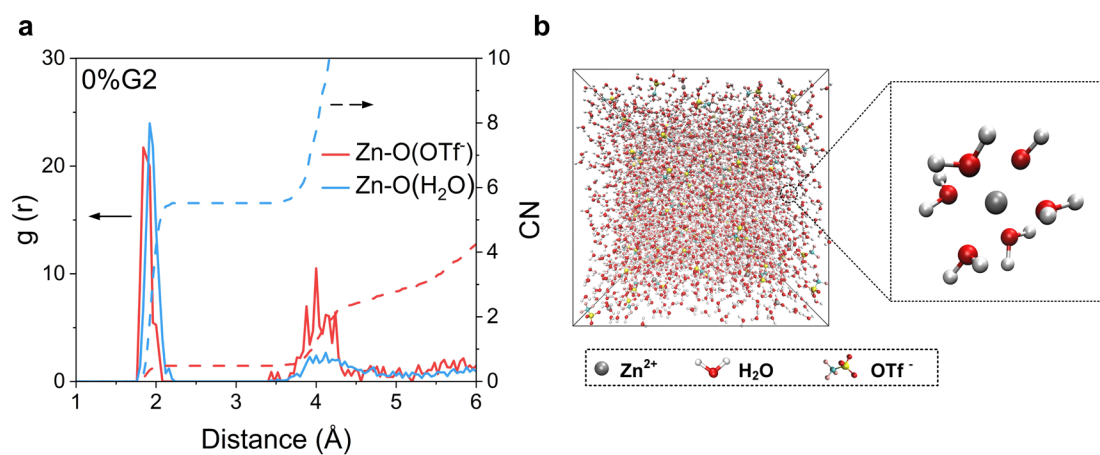 a
b
0%G2
30
20
10
0
g (r)
10
8
6
4
2
0
CN
Zn-O(OTf⁻)
Zn-O(H₂O)
1
2
3
4
5
6
Distance (Å)
Zn²⁺
H₂O
OTf ⁻